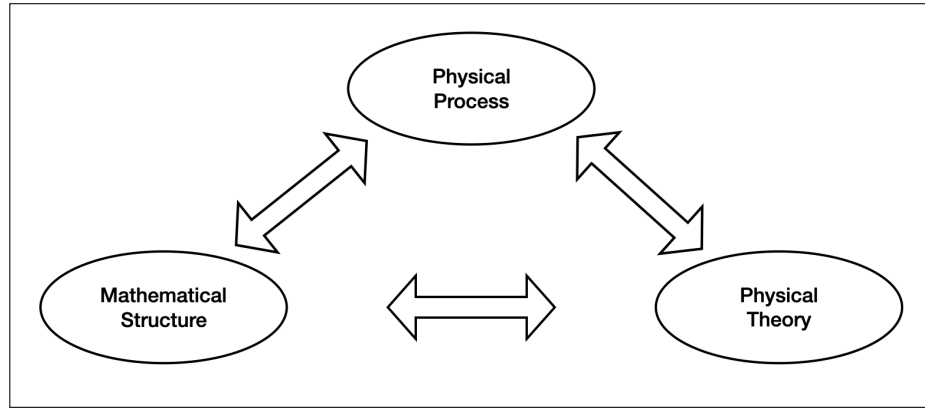 Physical
Process
Mathematical
Structure
Physical
Theory